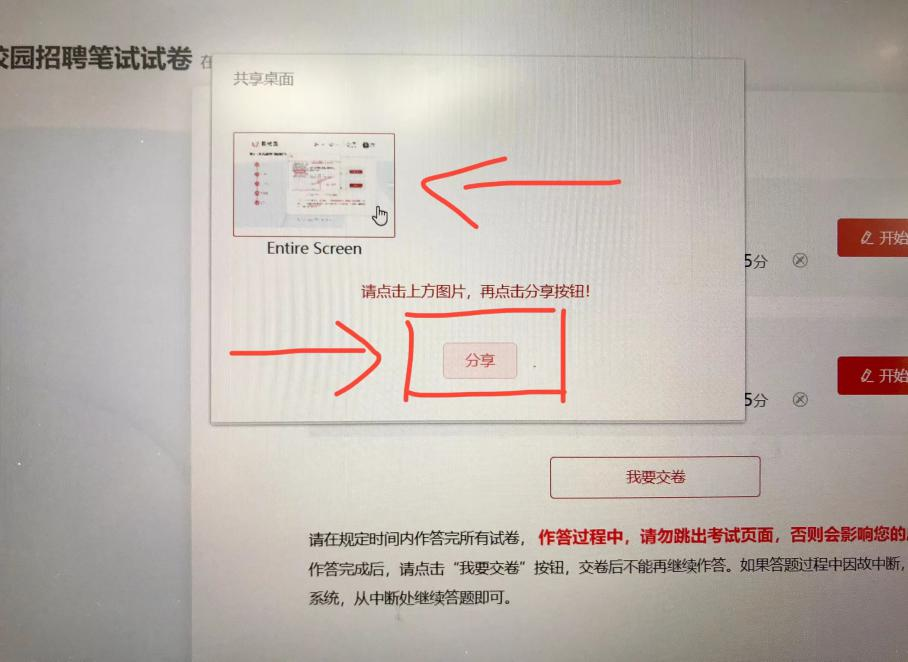 校园招聘笔试试卷
共享桌面
Entire Screen
请点击上方图片，再点击分享按钮！
分享
5分
开始
5分
开始
我要交卷
请在规定时间内作答完所有试卷，作答过程中，请勿跳出考试页面，否则会影响您的
作答完成后，请点击“我要交卷”按钮，交卷后不能再继续作答。如果答题过程中因故中断，
系统，从中断处继续答题即可。